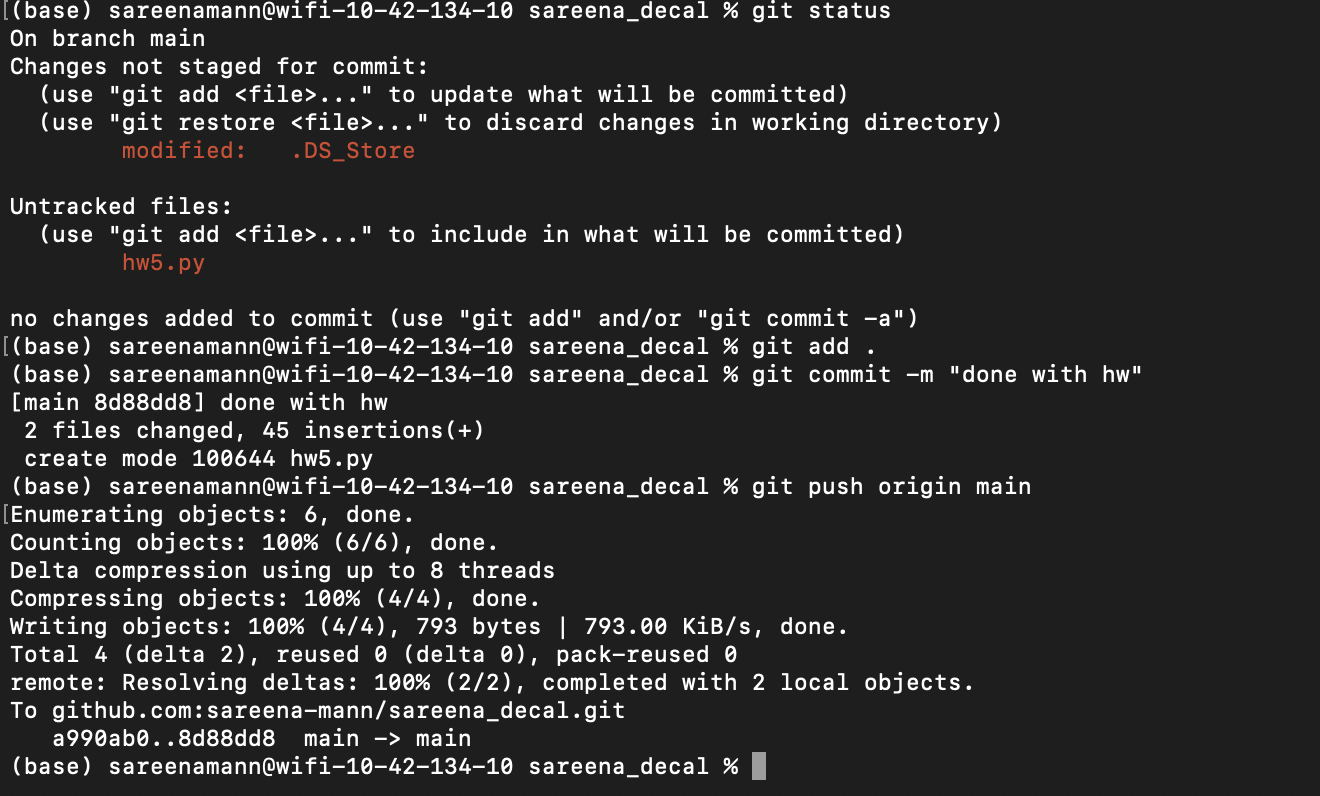 [(base) sareenamann@wifi-10-42-134-10 sareena_decal % git status
On branch main
Changes not staged for commit:
  (use "git add <file>..." to update what will be committed)
  (use "git restore <file>..." to discard changes in working directory)
        modified:   .DS_Store

Untracked files:
  (use "git add <file>..." to include in what will be committed)
        hw5.py

no changes added to commit (use "git add" and/or "git commit -a")
[(base) sareenamann@wifi-10-42-134-10 sareena_decal % git add .
(base) sareenamann@wifi-10-42-134-10 sareena_decal % git commit -m "done with hw"
[main 8d88dd8] done with hw
 2 files changed, 45 insertions(+)
 create mode 100644 hw5.py
(base) sareenamann@wifi-10-42-134-10 sareena_decal % git push origin main
[Enumerating objects: 6, done.
Counting objects: 100% (6/6), done.
Delta compression using up to 8 threads
Compressing objects: 100% (4/4), done.
Writing objects: 100% (4/4), 793 bytes | 793.00 KiB/s, done.
Total 4 (delta 2), reused 0 (delta 0), pack-reused 0
remote: Resolving deltas: 100% (2/2), completed with 2 local objects.
To github.com:sareena-mann/sareena_decal.git
   a990ab0..8d88dd8  main -> main
(base) sareenamann@wifi-10-42-134-10 sareena_decal %